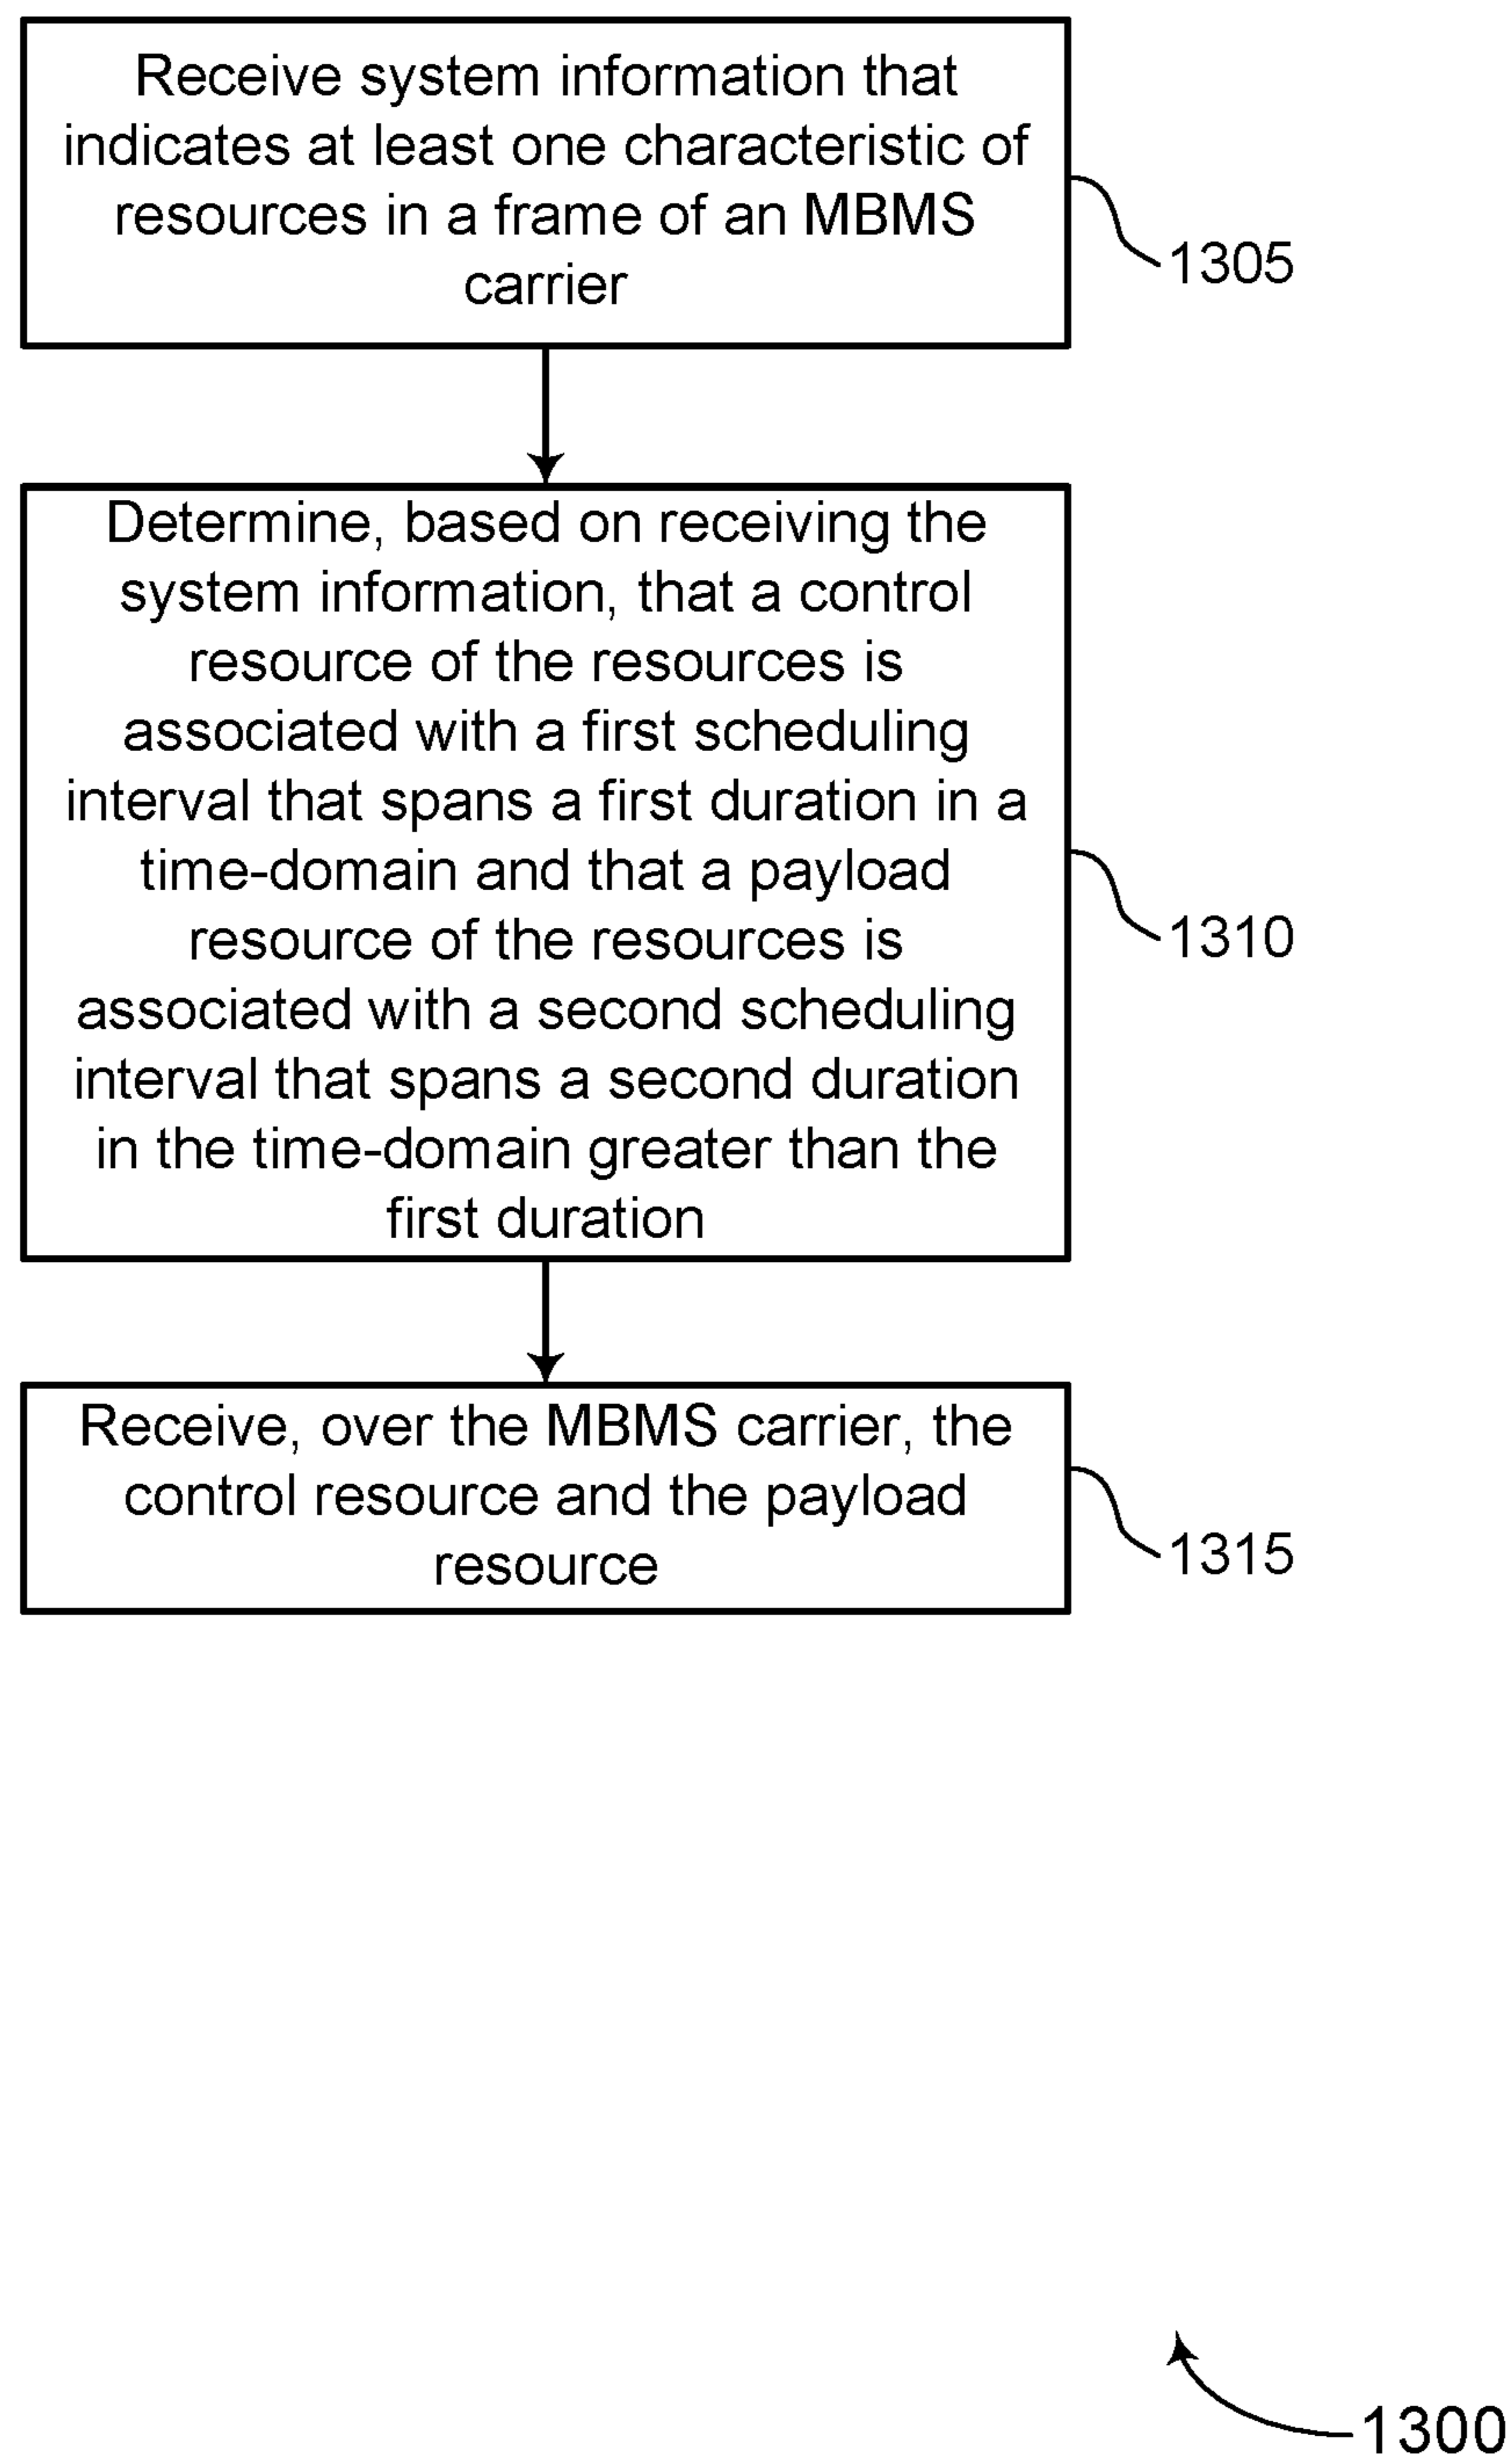 Receive system information that
indicates at least one characteristic of
resources in a frame of an MBMS
carrier
1305
Determine, based on receiving the
system information, that a control
resource of the resources is
associated with a first scheduling
interval that spans a first duration in a
time-domain and that a payload
resource of the resources is
associated with a second scheduling
interval that spans a second duration
in the time-domain greater than the
first duration
1310
Receive, over the MBMS carrier, the
control resource and the payload
resource
1315
1300